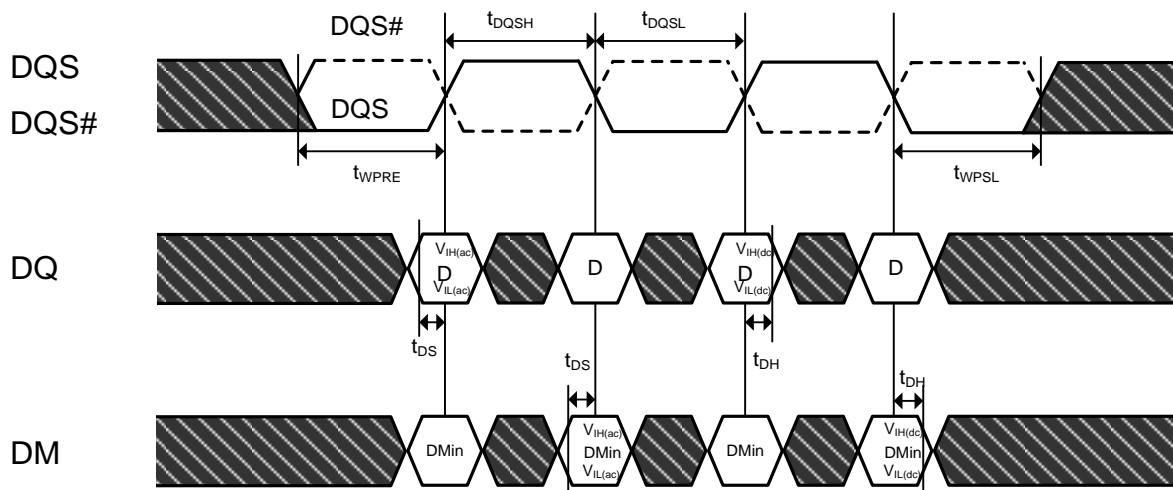 tDQSH
tDQSL
DQS#
DQS
DQS
DQS#
tWPRE
tWPSL
DQ
VIH(ac)
D
VIL(ac)
D
VIH(dc)
D
VIL(dc)
D
tDS
tDS
tDH
tDH
DM
DMin
VIH(ac)
DMin
VIL(ac)
DMin
VIH(dc)
DMin
VIL(dc)